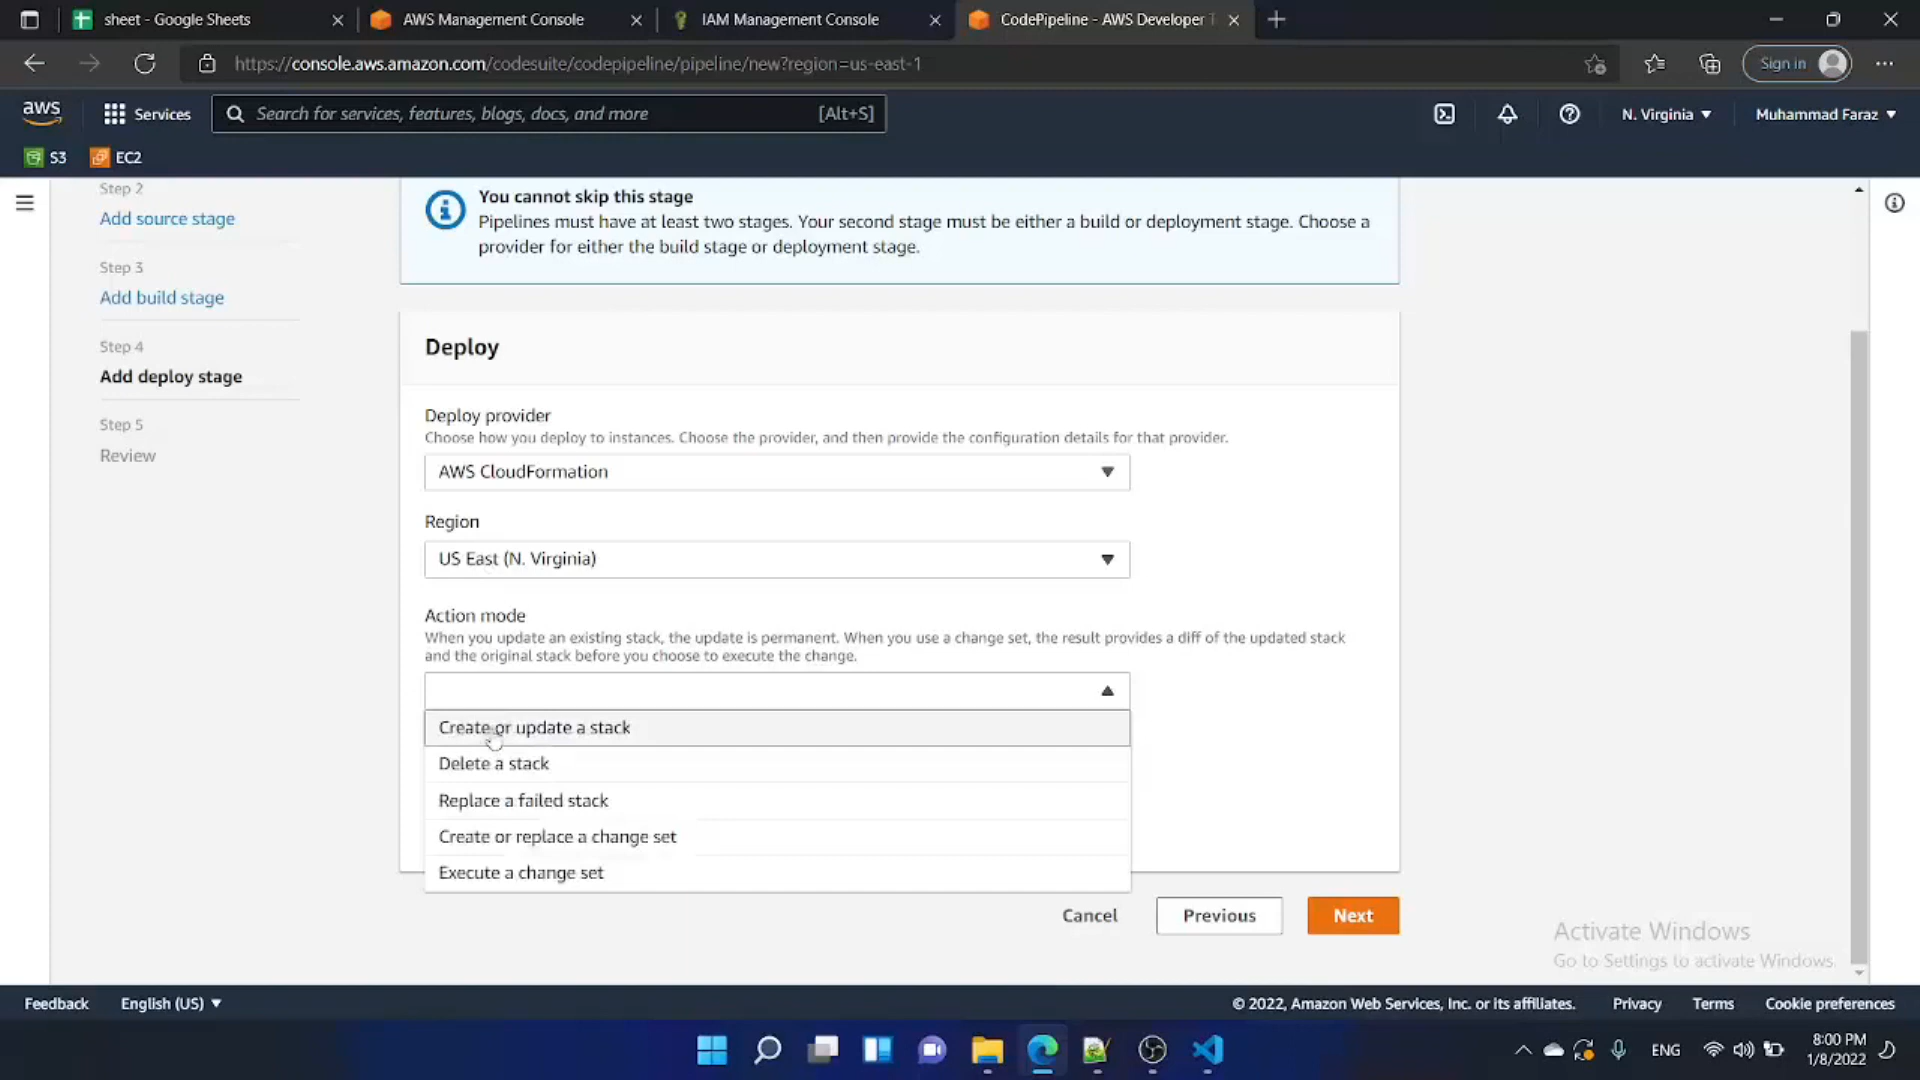 sheet - Google Sheets
AWS Management Console
IAM Management Console
CodePipeline - AWS Developer T
https://console.aws.amazon.com/codesuite/codepipeline/pipeline/new?region=us-east-1
Sign in
aws
Services
Search for services, features, blogs, docs, and more
[Alt+S]
N. Virginia
Muhammad Faraz
S3
EC2
Step 2
Add source stage
Step 3
Add build stage
Step 4
Add deploy stage
Step 5
Review
You cannot skip this stage
Pipelines must have at least two stages. Your second stage must be either a build or deployment stage. Choose a
provider for either the build stage or deployment stage.
Deploy
Deploy provider
Choose how you deploy to instances. Choose the provider, and then provide the configuration details for that provider.
AWS CloudFormation
Region
US East (N. Virginia)
Action mode
When you update an existing stack, the update is permanent. When you use a change set, the result provides a diff of the updated stack
and the original stack before you choose to execute the change.
Create or update a stack
Delete a stack
Replace a failed stack
Create or replace a change set
Execute a change set
Cancel
Previous
Next
Activate Windows
Go to Settings to activate Windows.
Feedback
English (US)
© 2022, Amazon Web Services, Inc. or its affiliates.
Privacy
Terms
Cookie preferences
ENG
8:00 PM
1/8/2022